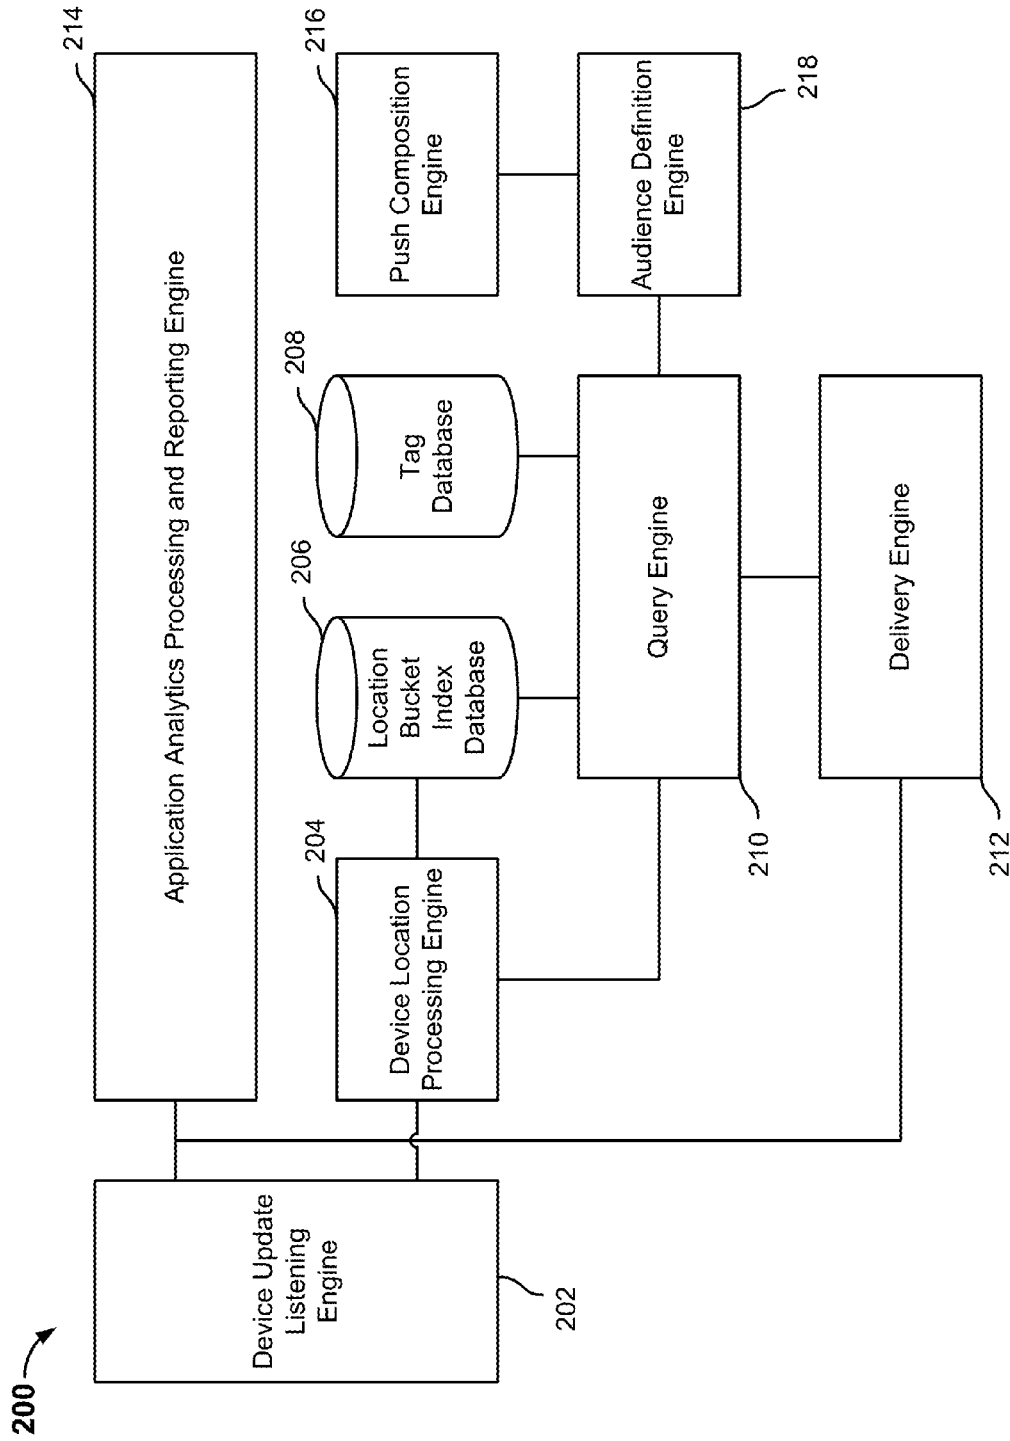 200
214
Application Analytics Processing and Reporting Engine
Device Update
Listening
Engine
202
204
Device Location
Processing Engine
206
Location
Bucket
Index
Database
208
Tag
Database
216
Push Composition
Engine
210
Query Engine
Audience Definition
Engine
218
212
Delivery Engine